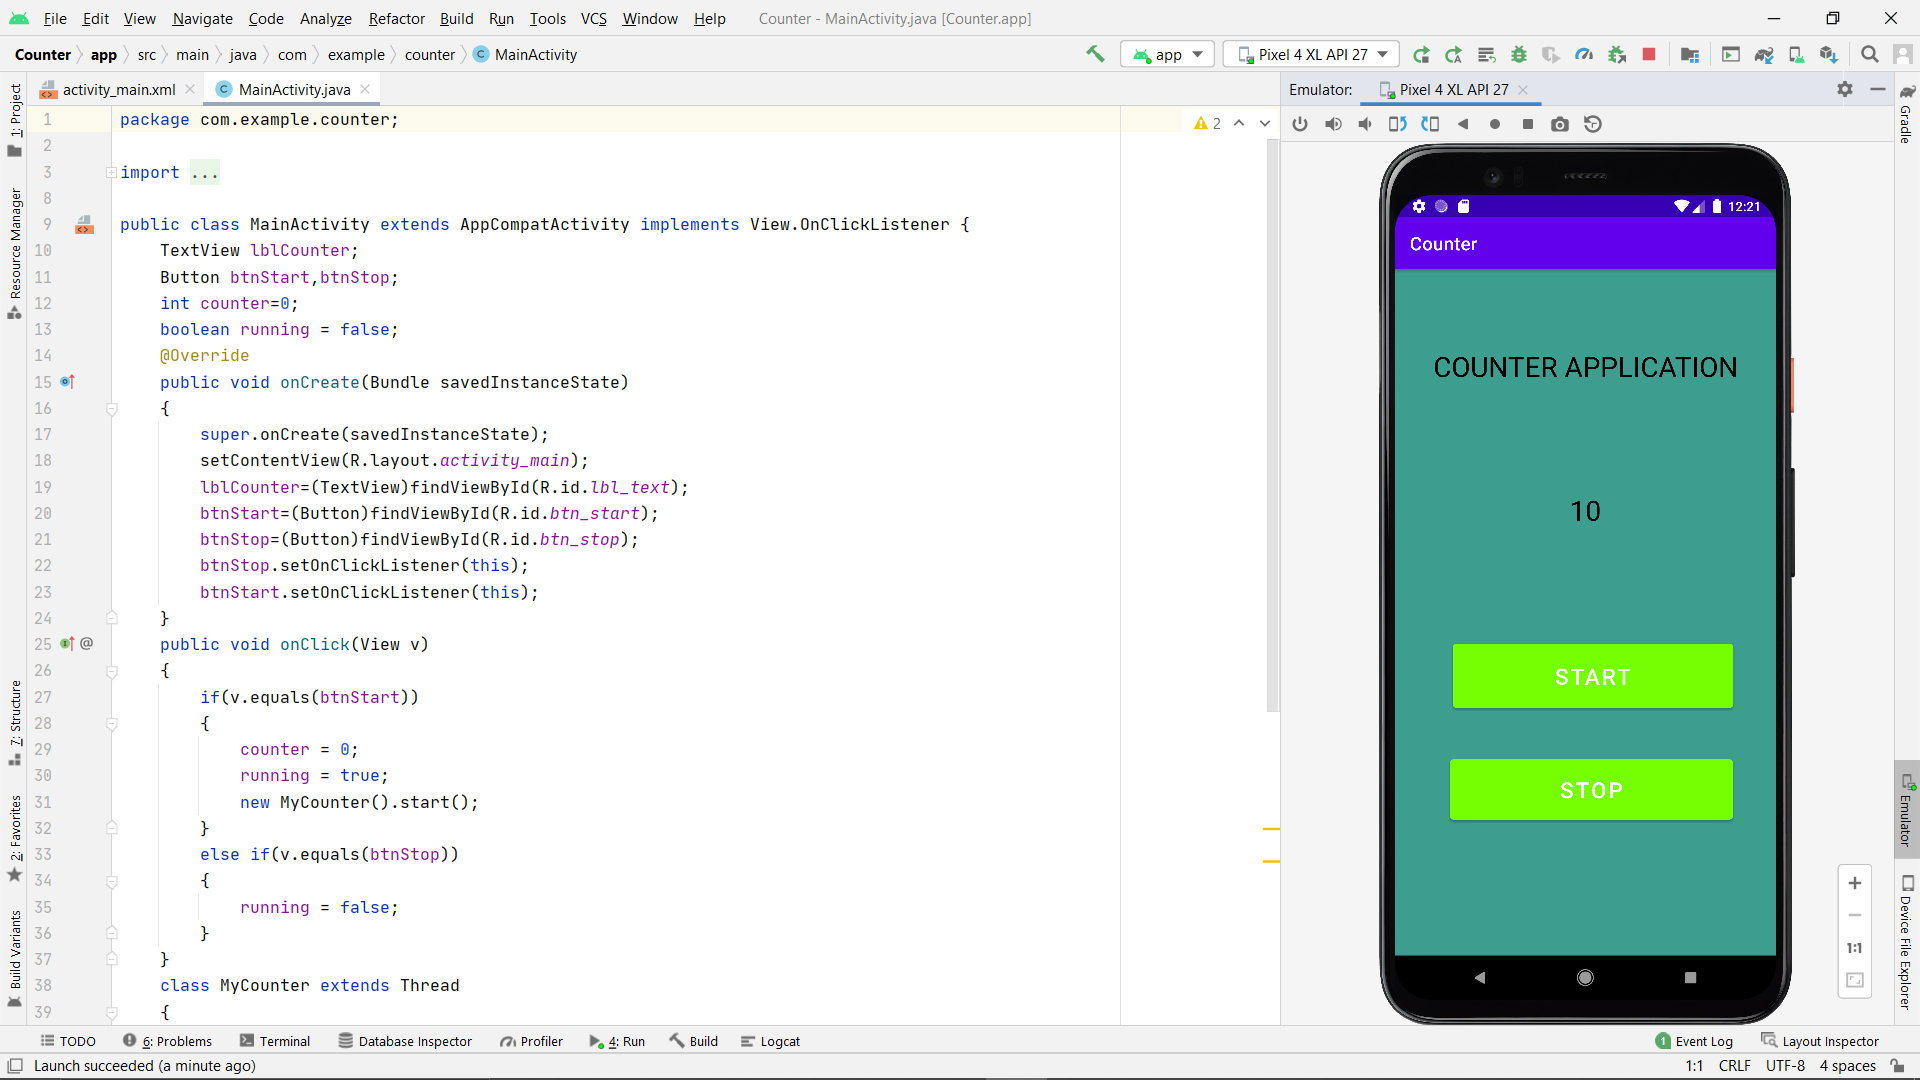 File Edit View Navigate Code Analyze Refactor Build Run Tools VCS Window Help Counter - MainActivity.java [Counter.app]
Counter app src main java com example counter MainActivity app Pixel 4 XL API 27
activity_main.xml MainActivity.java
1: Project
Resource Manager
7: Structure
2: Favorites
Build Variants
1 package com.example.counter;
2
3 import ...
8
9 public class MainActivity extends AppCompatActivity implements View.OnClickListener {
10 TextView lblCounter;
11 Button btnStart,btnStop;
12 int counter=0;
13 boolean running = false;
14 @Override
15 public void onCreate(Bundle savedInstanceState)
16 {
17 super.onCreate(savedInstanceState);
18 setContentView(R.layout.activity_main);
19 lblCounter=(TextView)findViewById(R.id.lbl_text);
20 btnStart=(Button)findViewById(R.id.btn_start);
21 btnStop=(Button)findViewById(R.id.btn_stop);
22 btnStop.setOnClickListener(this);
23 btnStart.setOnClickListener(this);
24 }
25 @ public void onClick(View v)
26 {
27 if(v.equals(btnStart))
28 {
29 counter = 0;
30 running = true;
31 new MyCounter().start();
32 }
33 else if(v.equals(btnStop))
34 {
35 running = false;
36 }
37 }
38 class MyCounter extends Thread
39 {
2
Emulator: Pixel 4 XL API 27
12:21
Counter
COUNTER APPLICATION
10
START
STOP
1:1
Gradle
Emulator
Device File Explorer
TODO 6: Problems Terminal Database Inspector Profiler 4: Run Build Logcat 1 Event Log Layout Inspector
Launch succeeded (a minute ago) 1:1 CRLF UTF-8 4 spaces